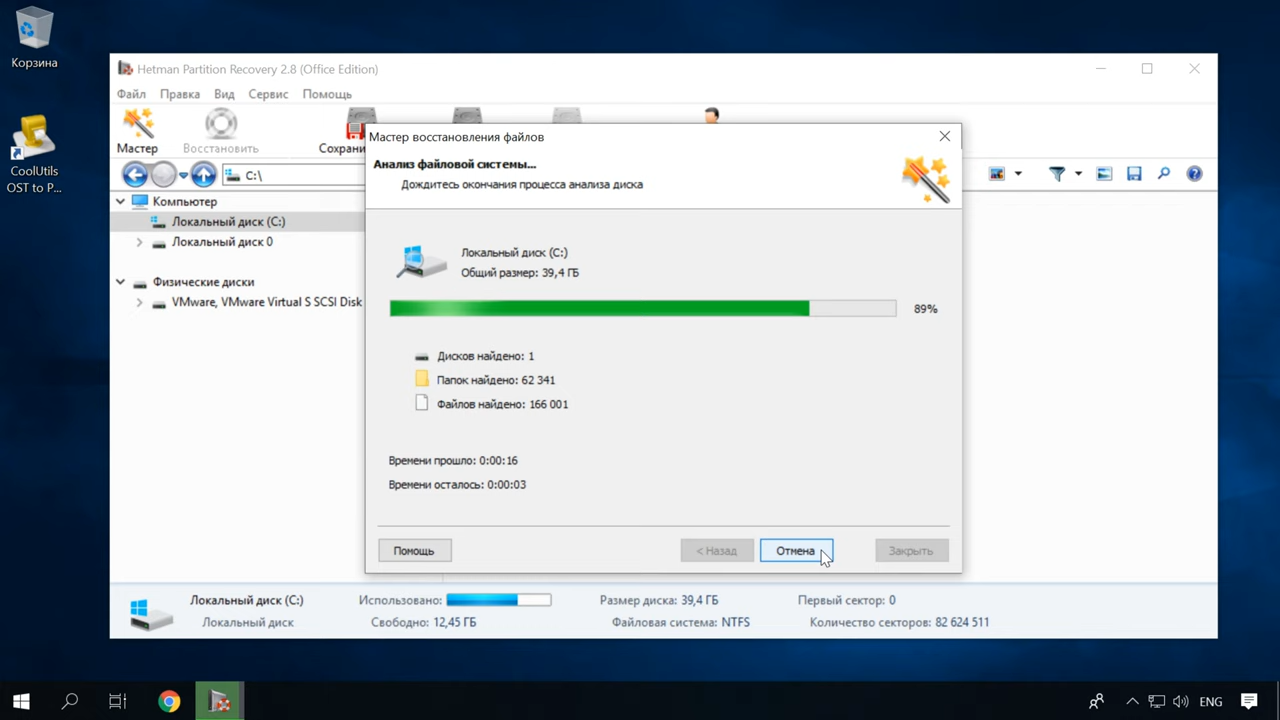 Корзина
CoolUtils
OST to P...
Hetman Partition Recovery 2.8 (Office Edition)
Файл Правка Вид Сервис Помощь
Мастер Восстановить Сохрани
C:\
Компьютер
Локальный диск (C:)
Локальный диск 0
Физические диски
VMware, VMware Virtual S SCSI Disk
Мастер восстановления файлов
Анализ файловой системы...
Дождитесь окончания процесса анализа диска
Локальный диск (C:)
Общий размер: 39,4 ГБ
89%
Дисков найдено: 1
Папок найдено: 62 341
Файлов найдено: 166 001
Времени прошло: 0:00:16
Времени осталось: 0:00:03
Помощь < Назад Отмена Закрыть
Локальный диск (C:) Использовано: Размер диска: 39,4 ГБ Первый сектор: 0
Локальный диск Свободно: 12,45 ГБ Файловая система: NTFS Количество секторов: 82 624 511
ENG